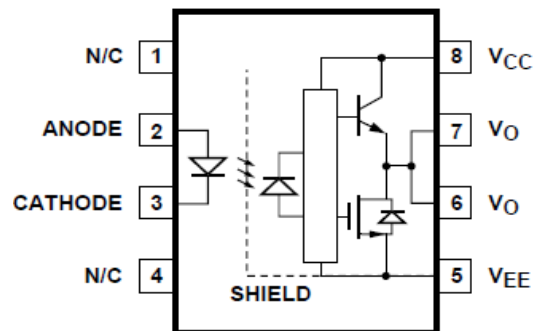 N/C 1
ANODE 2
CATHODE 3
N/C 4
SHIELD
8 VCC
7 VO
6 VO
5 VEE